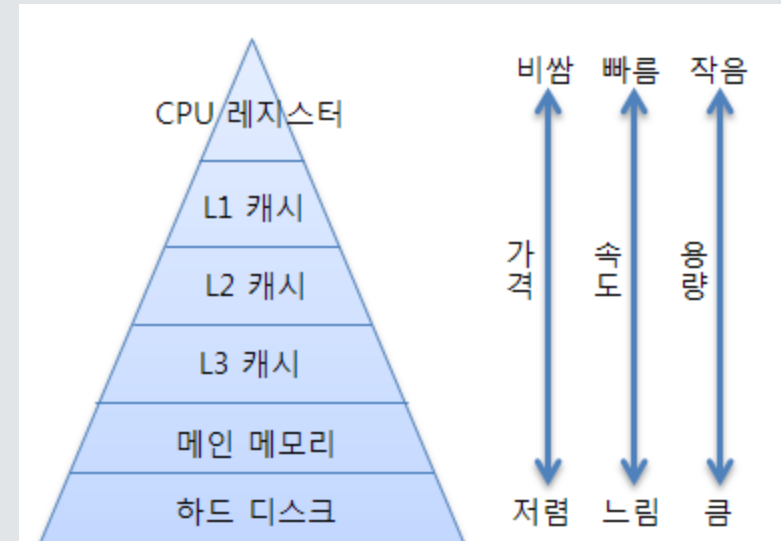 비쌈 빠름 작음
CPU 레지스터
L1 캐시
가격 속도 용량
L2 캐시
L3 캐시
메인 메모리
하드 디스크
저렴 느림 큼